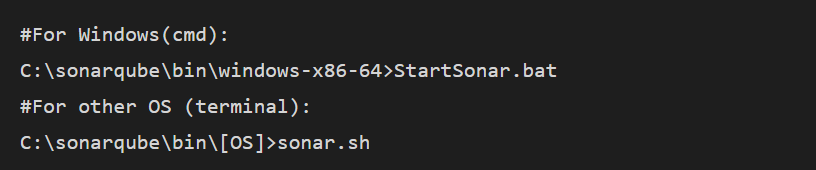 #For Windows(cmd):
C:\sonarqube\bin\windows-x86-64>StartSonar.bat
#For other OS (terminal):
C:\sonarqube\bin\[OS]>sonar.sh